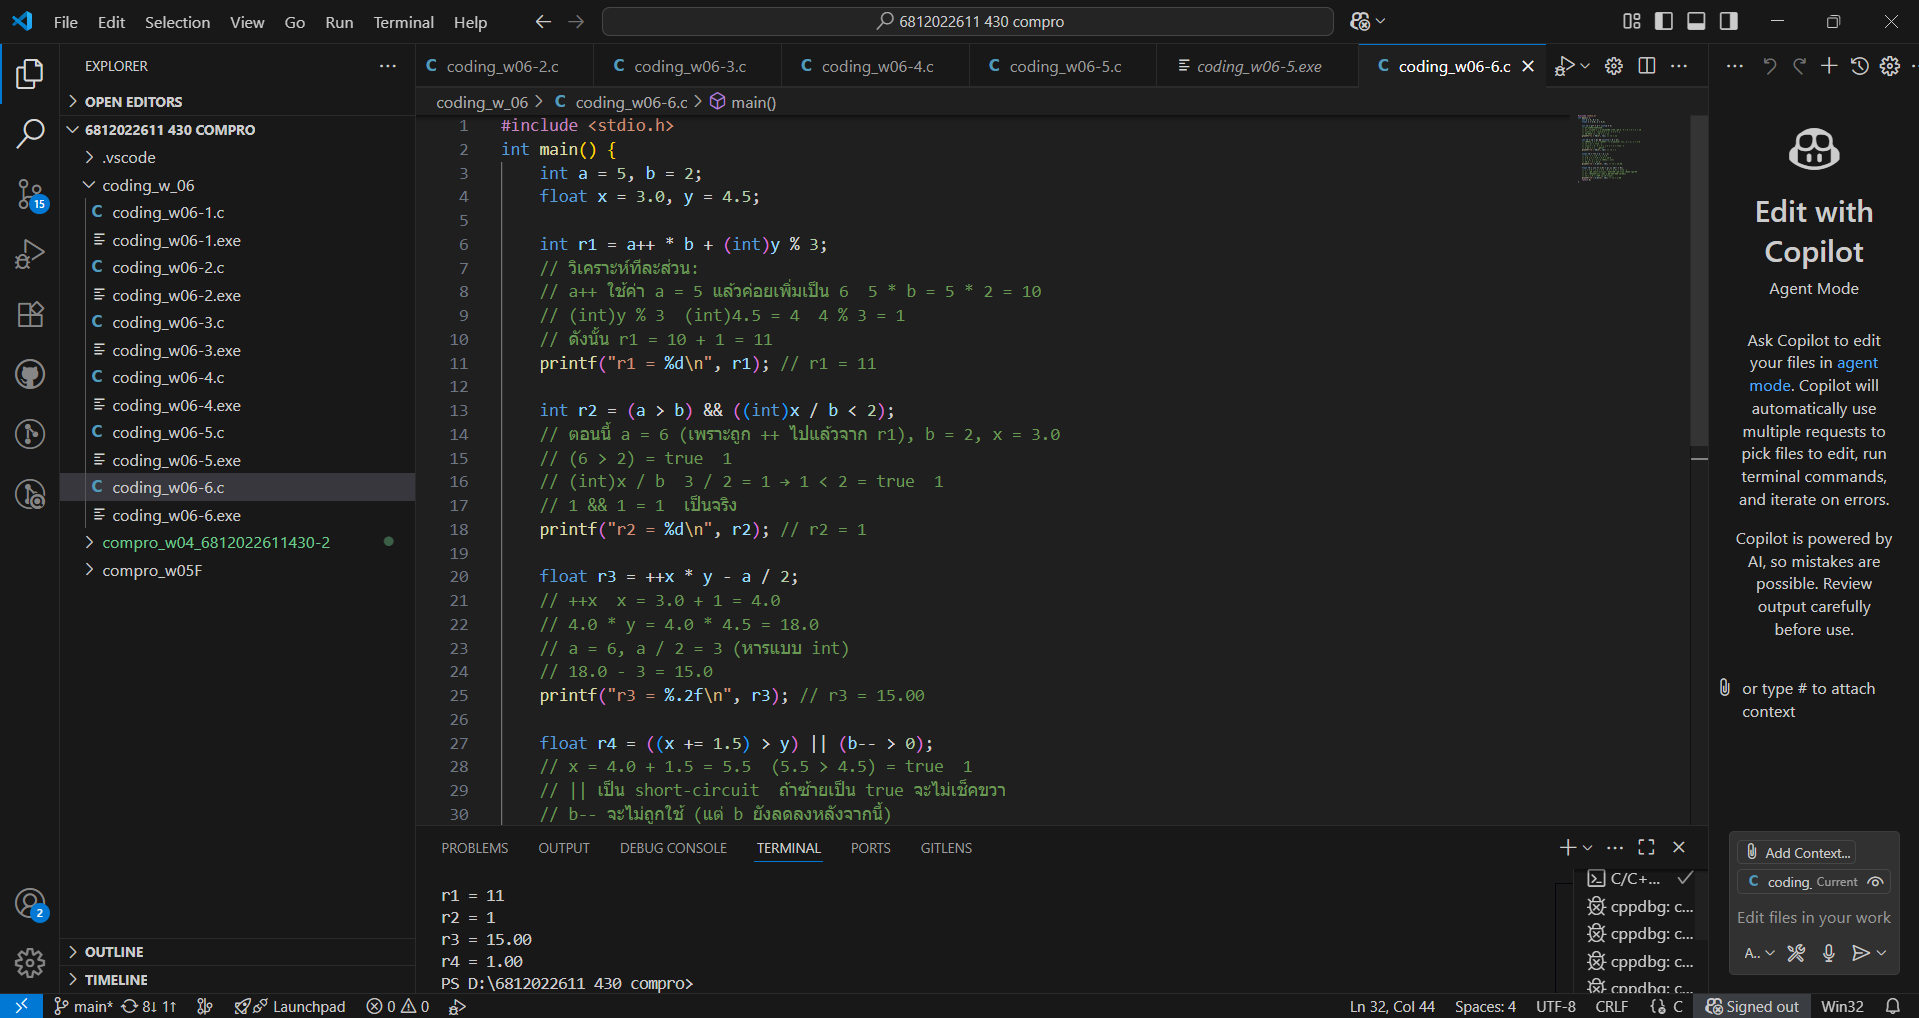 File Edit Selection View Go Run Terminal Help
6812022611 430 compro
EXPLORER
OPEN EDITORS
6812022611 430 COMPRO
.vscode
coding_w_06
coding_w06-1.c
coding_w06-1.exe
coding_w06-2.c
coding_w06-2.exe
coding_w06-3.c
coding_w06-3.exe
coding_w06-4.c
coding_w06-4.exe
coding_w06-5.c
coding_w06-5.exe
coding_w06-6.c
coding_w06-6.exe
compro_w04_6812022611430-2
compro_w05F
OUTLINE
TIMELINE
15
2
C coding_w06-2.c C coding_w06-3.c C coding_w06-4.c C coding_w06-5.c coding_w06-5.exe C coding_w06-6.c
coding_w_06 > C coding_w06-6.c > main()
1 #include <stdio.h>
2 int main() {
3 int a = 5, b = 2;
4 float x = 3.0, y = 4.5;
5
6 int r1 = a++ * b + (int)y % 3;
7 // วิเคราะห์ทีละส่วน:
8 // a++ ใช้ค่า a = 5 แล้วค่อยเพิ่มเป็น 6 5 * b = 5 * 2 = 10
9 // (int)y % 3 (int)4.5 = 4 4 % 3 = 1
10 // ดังนั้น r1 = 10 + 1 = 11
11 printf("r1 = %d\n", r1); // r1 = 11
12
13 int r2 = (a > b) && ((int)x / b < 2);
14 // ตอนนี้ a = 6 (เพราะถูก ++ ไปแล้วจาก r1), b = 2, x = 3.0
15 // (6 > 2) = true 1
16 // (int)x / b 3 / 2 = 1 → 1 < 2 = true 1
17 // 1 && 1 = 1 เป็นจริง
18 printf("r2 = %d\n", r2); // r2 = 1
19
20 float r3 = ++x * y - a / 2;
21 // ++x x = 3.0 + 1 = 4.0
22 // 4.0 * y = 4.0 * 4.5 = 18.0
23 // a = 6, a / 2 = 3 (หารแบบ int)
24 // 18.0 - 3 = 15.0
25 printf("r3 = %.2f\n", r3); // r3 = 15.00
26
27 float r4 = ((x += 1.5) > y) || (b-- > 0);
28 // x = 4.0 + 1.5 = 5.5 (5.5 > 4.5) = true 1
29 // || เป็น short-circuit ถ้าซ้ายเป็น true จะไม่เช็คขวา
30 // b-- จะไม่ถูกใช้ (แต่ b ยังลดลงหลังจากนี้)
PROBLEMS OUTPUT DEBUG CONSOLE TERMINAL PORTS GITLENS
r1 = 11
r2 = 1
r3 = 15.00
r4 = 1.00
PS D:\6812022611 430 compro>
C/C+...
cppdbg: c...
cppdbg: c...
cppdbg: c...
cppdbg: c...
Edit with
Copilot
Agent Mode
Ask Copilot to edit
your files in agent
mode. Copilot will
automatically use
multiple requests to
pick files to edit, run
terminal commands,
and iterate on errors.
Copilot is powered by
AI, so mistakes are
possible. Review
output carefully
before use.
or type # to attach
context
Add Context...
C coding. Current
Edit files in your work
A..
main* 8↓ 1↑ Launchpad 0 0 Ln 32, Col 44 Spaces: 4 UTF-8 CRLF {} C Signed out Win32